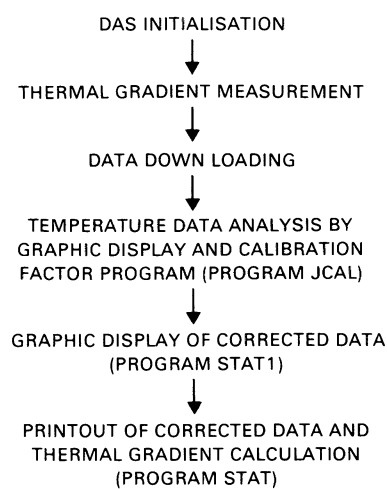 DAS INITIALISATION
THERMAL GRADIENT MEASUREMENT
DATA DOWN LOADING
TEMPERATURE DATA ANALYSIS BY
GRAPHIC DISPLAY AND CALIBRATION
FACTOR PROGRAM (PROGRAM JCAL)
GRAPHIC DISPLAY OF CORRECTED DATA
(PROGRAM STAT1)
PRINTOUT OF CORRECTED DATA AND
THERMAL GRADIENT CALCULATION
(PROGRAM STAT)